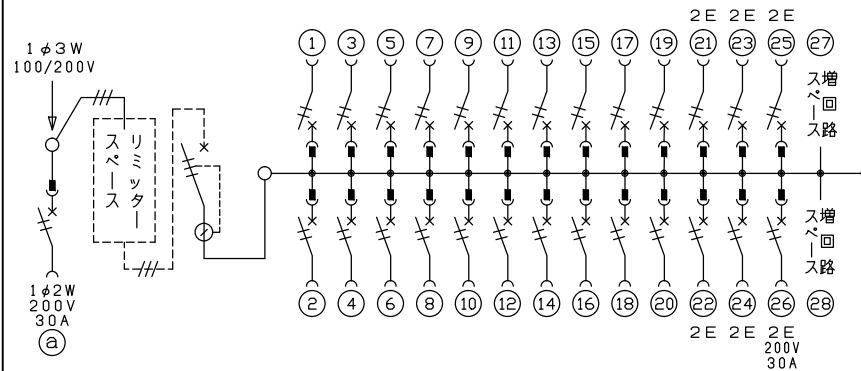 2E 2E 2E
1 3 5 7 9 11 13 15 17 19 21 23 25 27
1φ3W
100/200V
リミッター
スペース
増回路
スペース
増回路
スペース
1φ2W
200V
30A
a
2 4 6 8 10 12 14 16 18 20 22 24 26 28
2E 2E 2E
200V
30A